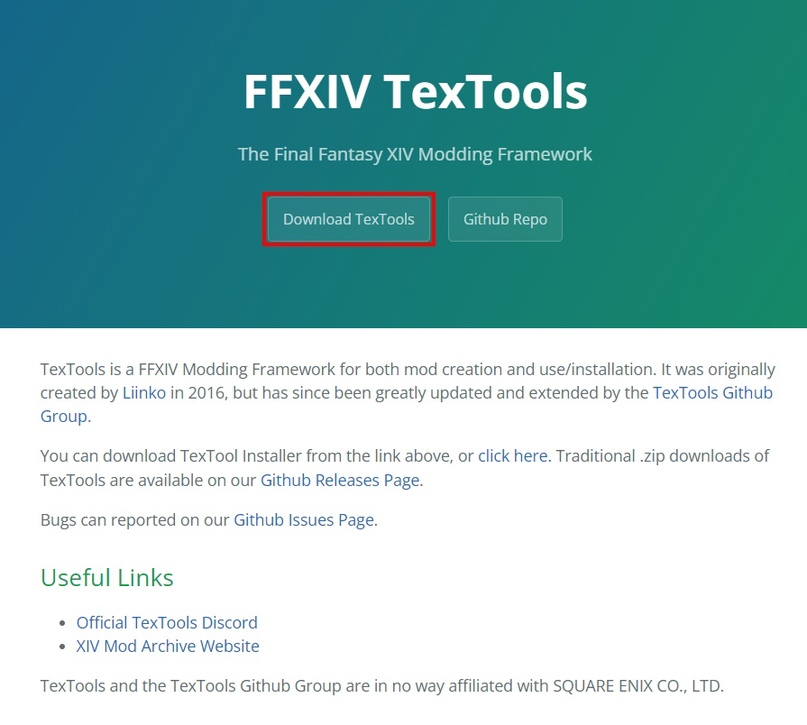 FFXIV TexTools
The Final Fantasy XIV Modding Framework
Download TexTools
Github Repo
TexTools is a FFXIV Modding Framework for both mod creation and use/installation. It was originally
created by Liinko in 2016, but has since been greatly updated and extended by the TexTools Github
Group.
You can download TexTool Installer from the link above, or click here. Traditional .zip downloads of
TexTools are available on our Github Releases Page.
Bugs can reported on our Github Issues Page.
Useful Links
• Official TexTools Discord
• XIV Mod Archive Website
TexTools and the TexTools Github Group are in no way affiliated with SQUARE ENIX CO., LTD.